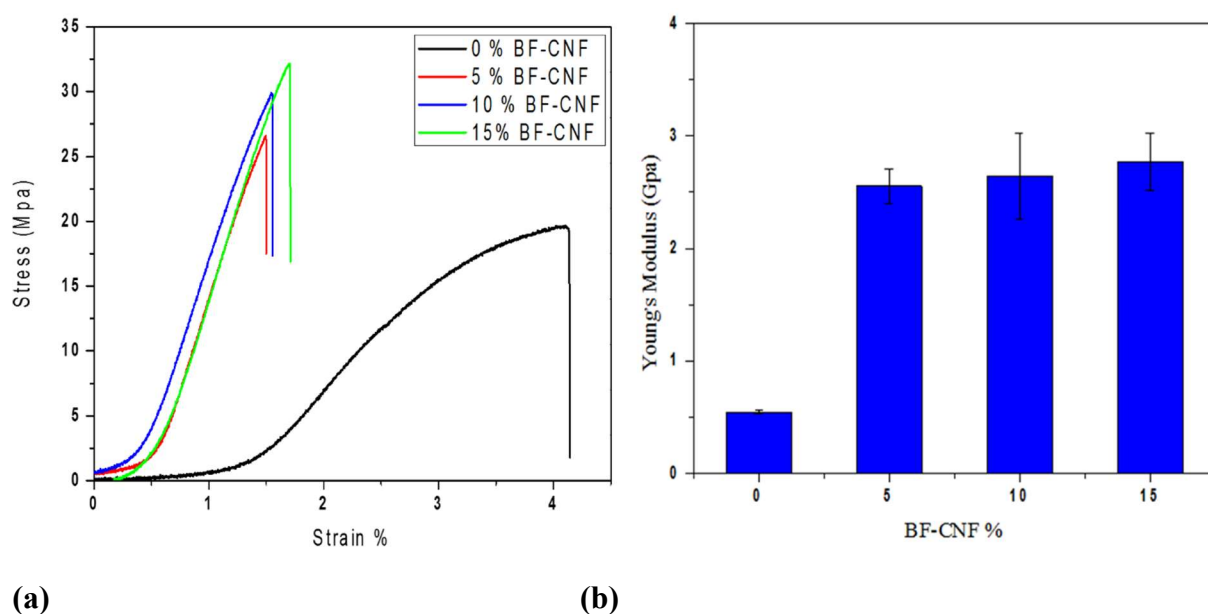 35
30
25
20
15
10
5
0
Stress (Mpa)
0 % BF-CNF
5 % BF-CNF
10 % BF-CNF
15% BF-CNF
0 1 2 3 4
Strain %
(a)
4
3
2
1
0
Young's Modulus (Gpa)
0 5 10 15
BF-CNF %
(b)